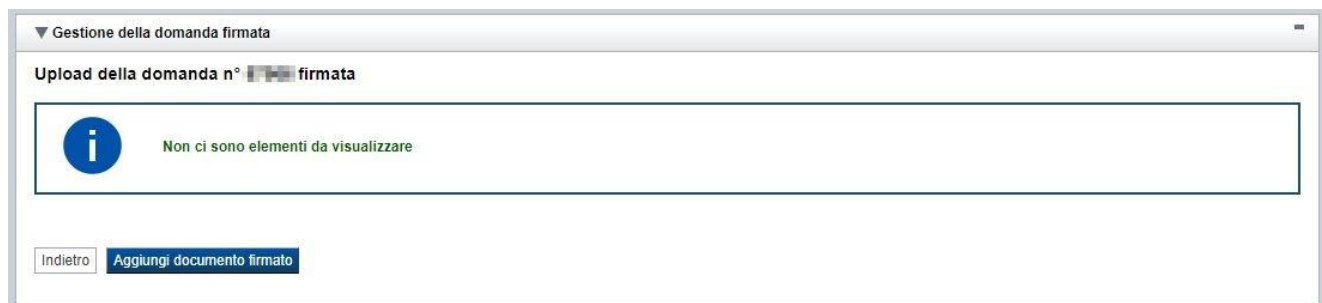 Gestione della domanda firmata
Upload della domanda n° firmata
i
Non ci sono elementi da visualizzare
Indietro
Aggiungi documento firmato